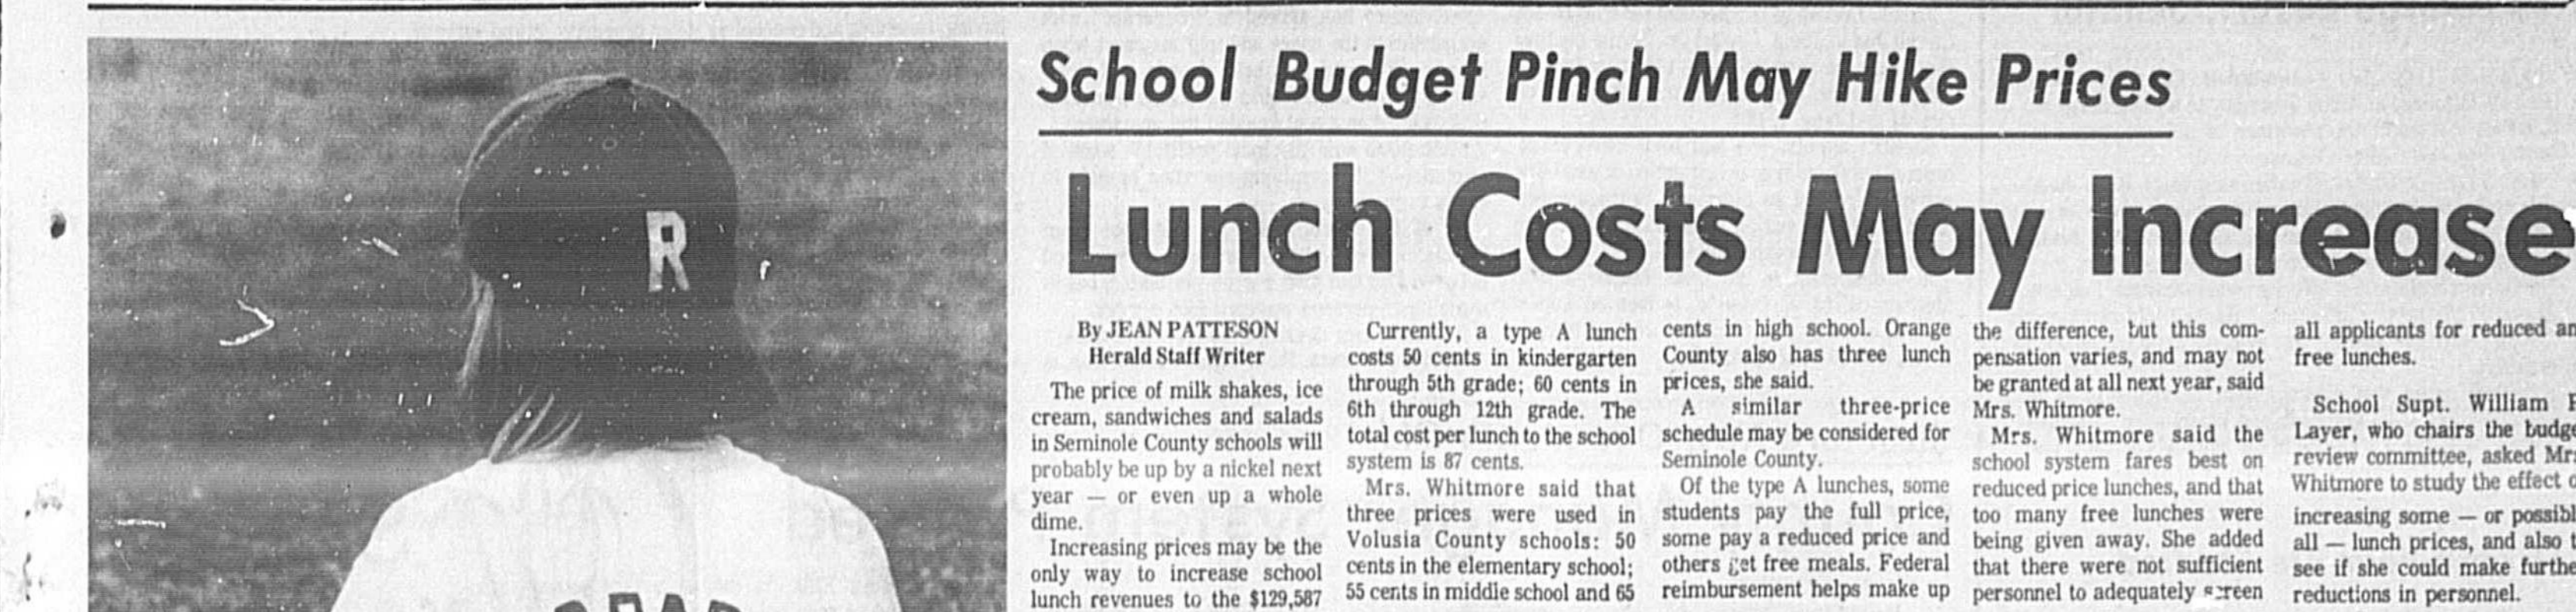 School Budget Pinch May Hike Prices
Lunch Costs May Increase
R
By JEAN PATTESON
Herald Staff Writer
The price of milk shakes, ice
cream, sandwiches and salads
in Seminole County schools will
probably be up by a nickel next
year — or even up a whole
dime.
Increasing prices may be the
only way to increase school
lunch revenues to the $129,587
Currently, a type A lunch
costs 50 cents in kindergarten
through 5th grade; 60 cents in
6th through 12th grade. The
total cost per lunch to the school
system is 87 cents.
Mrs. Whitmore said that
three prices were used in
Volusia County schools: 50
cents in the elementary school;
55 cents in middle school and 65
cents in high school. Orange
County also has three lunch
prices, she said.
A similar three-price
schedule may be considered for
Seminole County.
Of the type A lunches, some
students pay the full price,
some pay a reduced price and
others get free meals. Federal
reimbursement helps make up
the difference, but this com-
pensation varies, and may not
be granted at all next year, said
Mrs. Whitmore.
Mrs. Whitmore said the
school system fares best on
reduced price lunches, and that
too many free lunches were
being given away. She added
that there were not sufficient
personnel to adequately screen
all applicants for reduced an
free lunches.
School Supt. William
Layer, who chairs the budge
review committee, asked Mr
Whitmore to study the effect
increasing some — or possibl
all — lunch prices, and also t
see if she could make furthe
reductions in personnel.